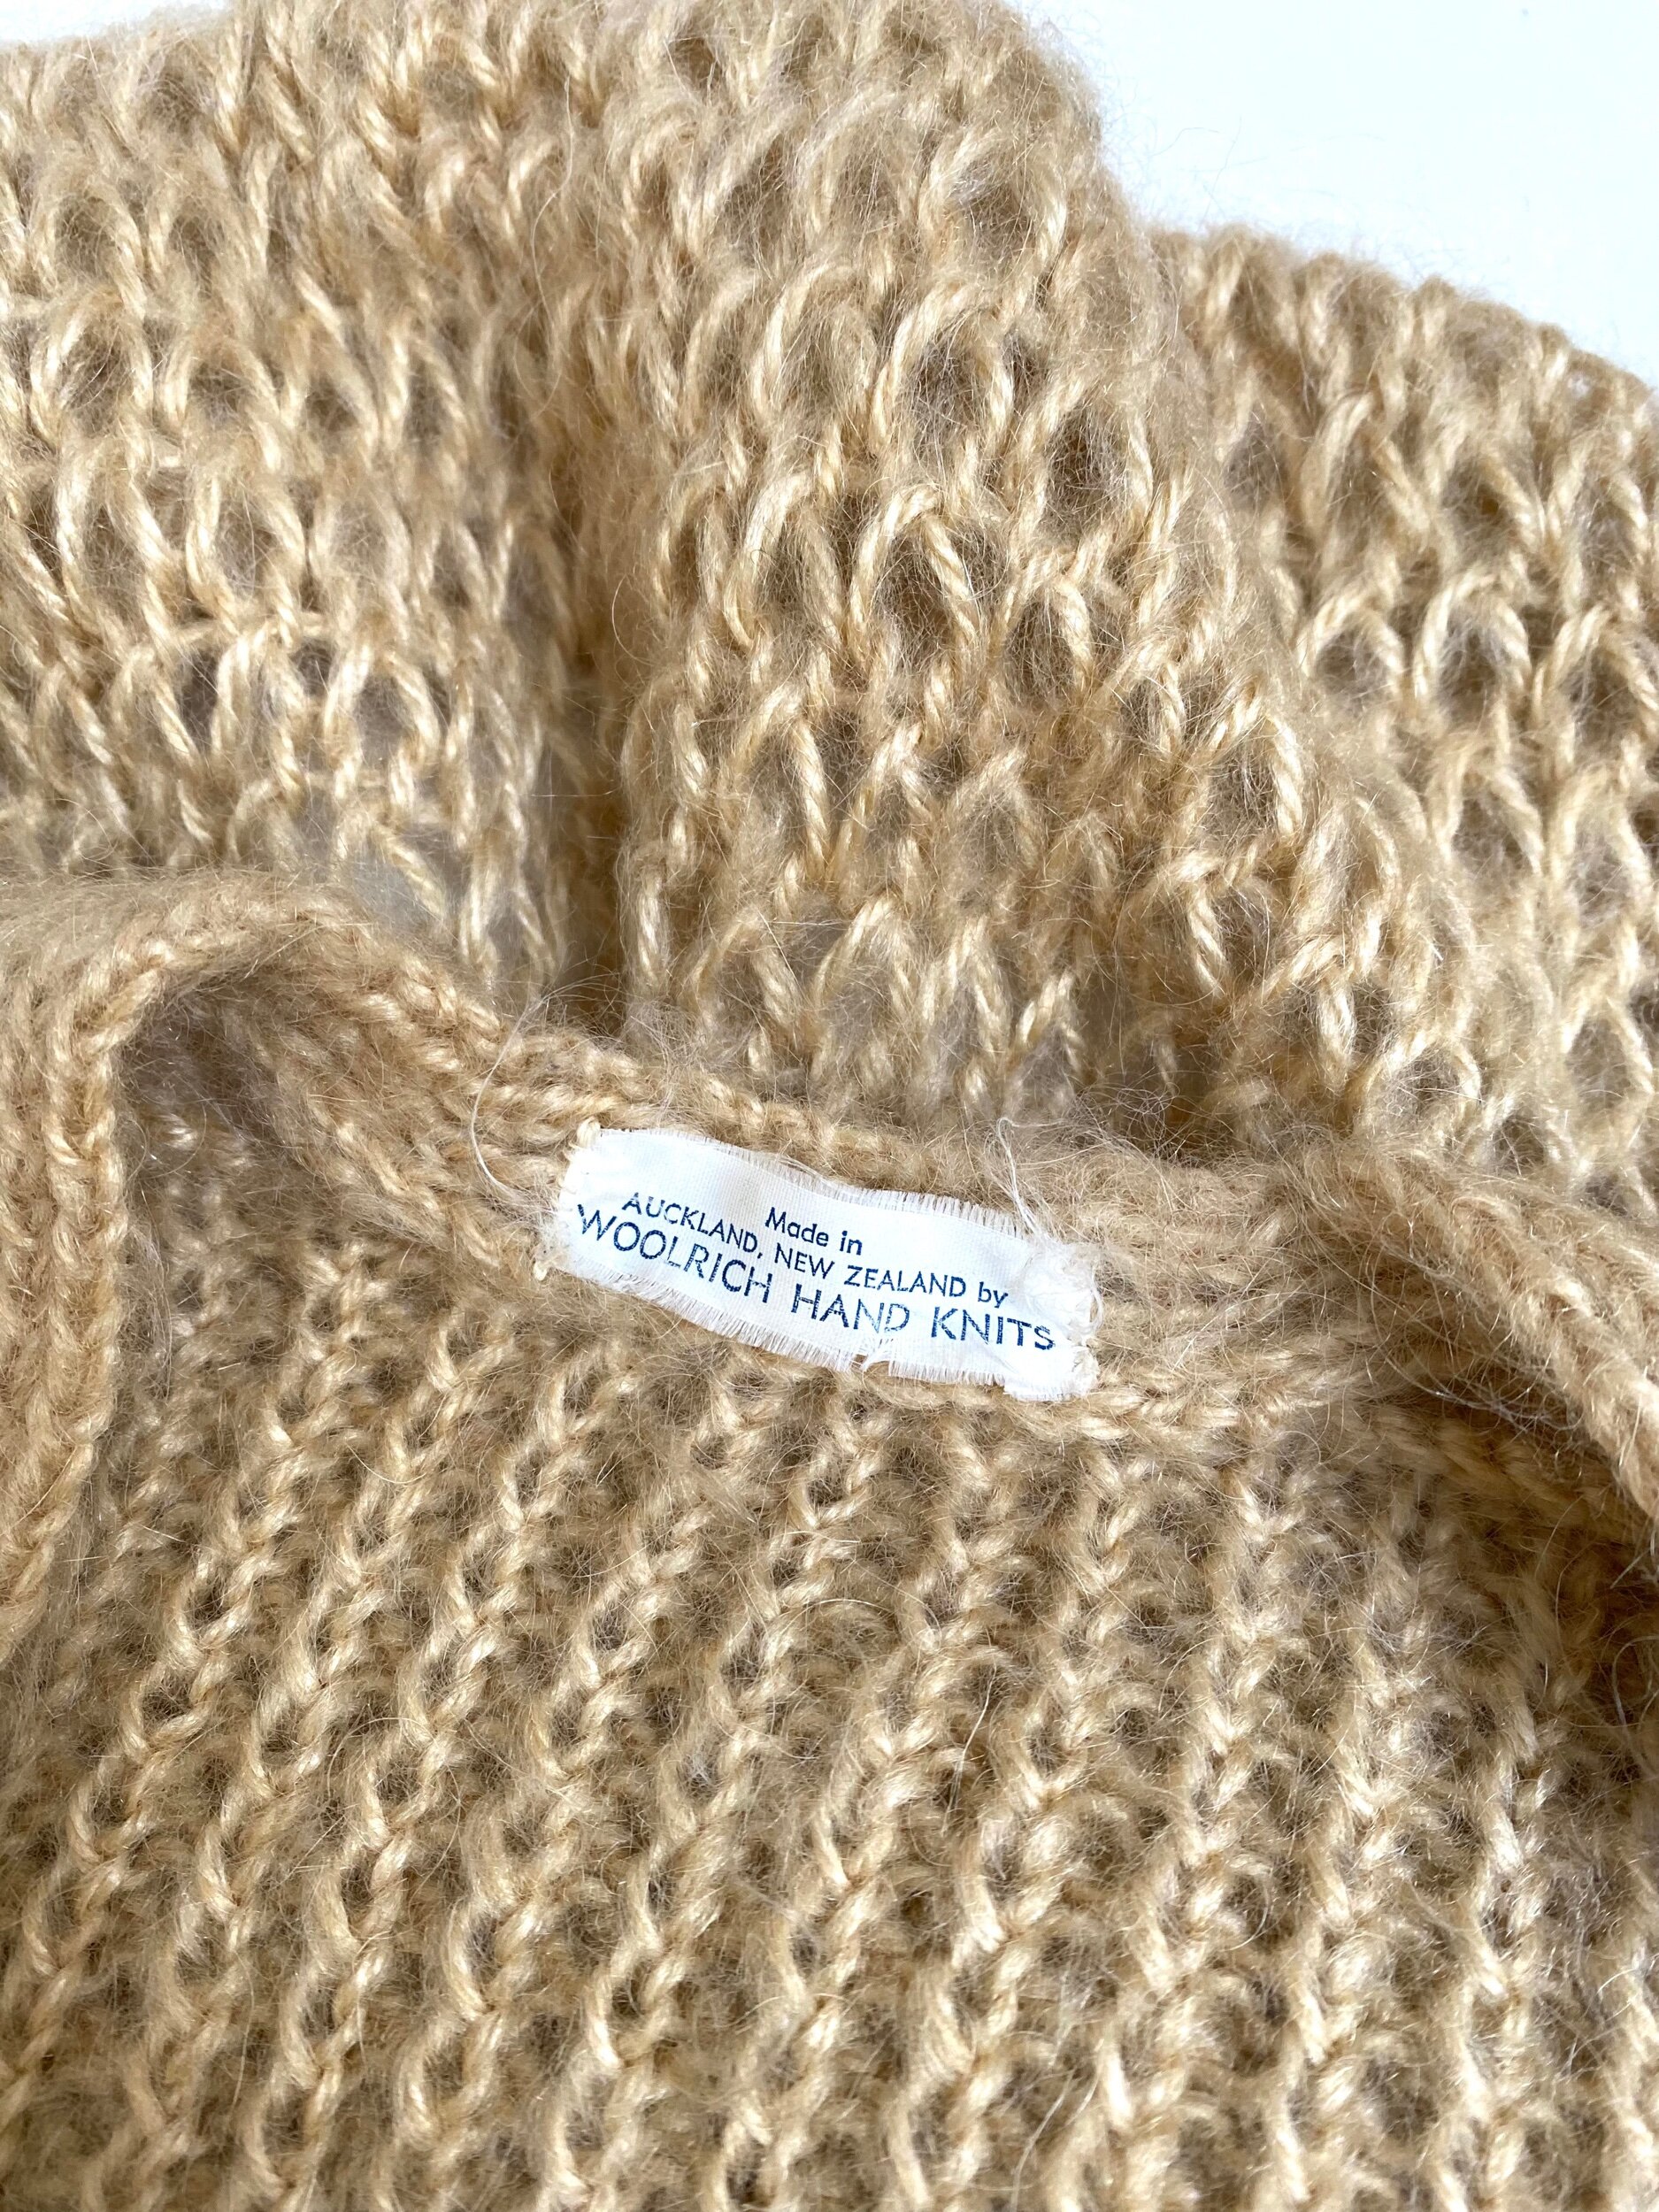 Made in
AUCKLAND, NEW ZEALAND by
WOOLRICH HAND KNITS